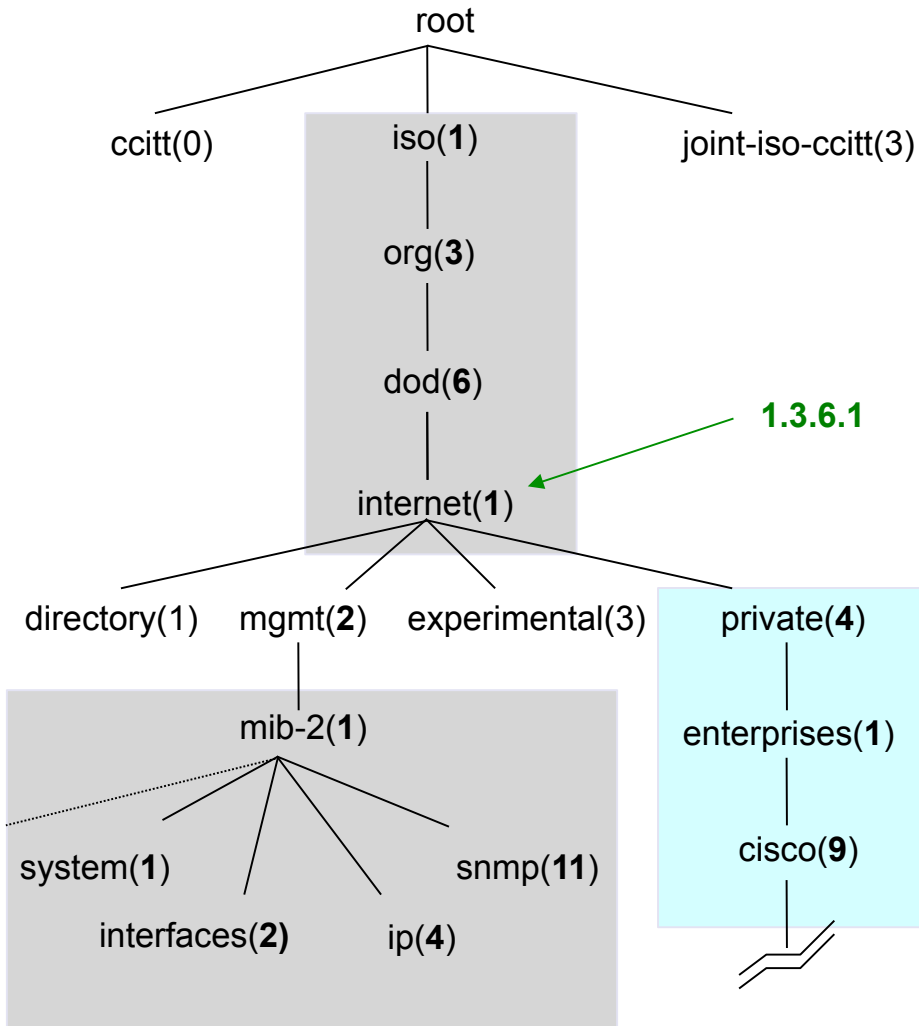 root
ccitt(0)
iso(1)
joint-iso-ccitt(3)
org(3)
dod(6)
1.3.6.1
internet(1)
directory(1)
mgmt(2)
experimental(3)
private(4)
mib-2(1)
enterprises(1)
system(1)
snmp(11)
cisco(9)
interfaces(2)
ip(4)